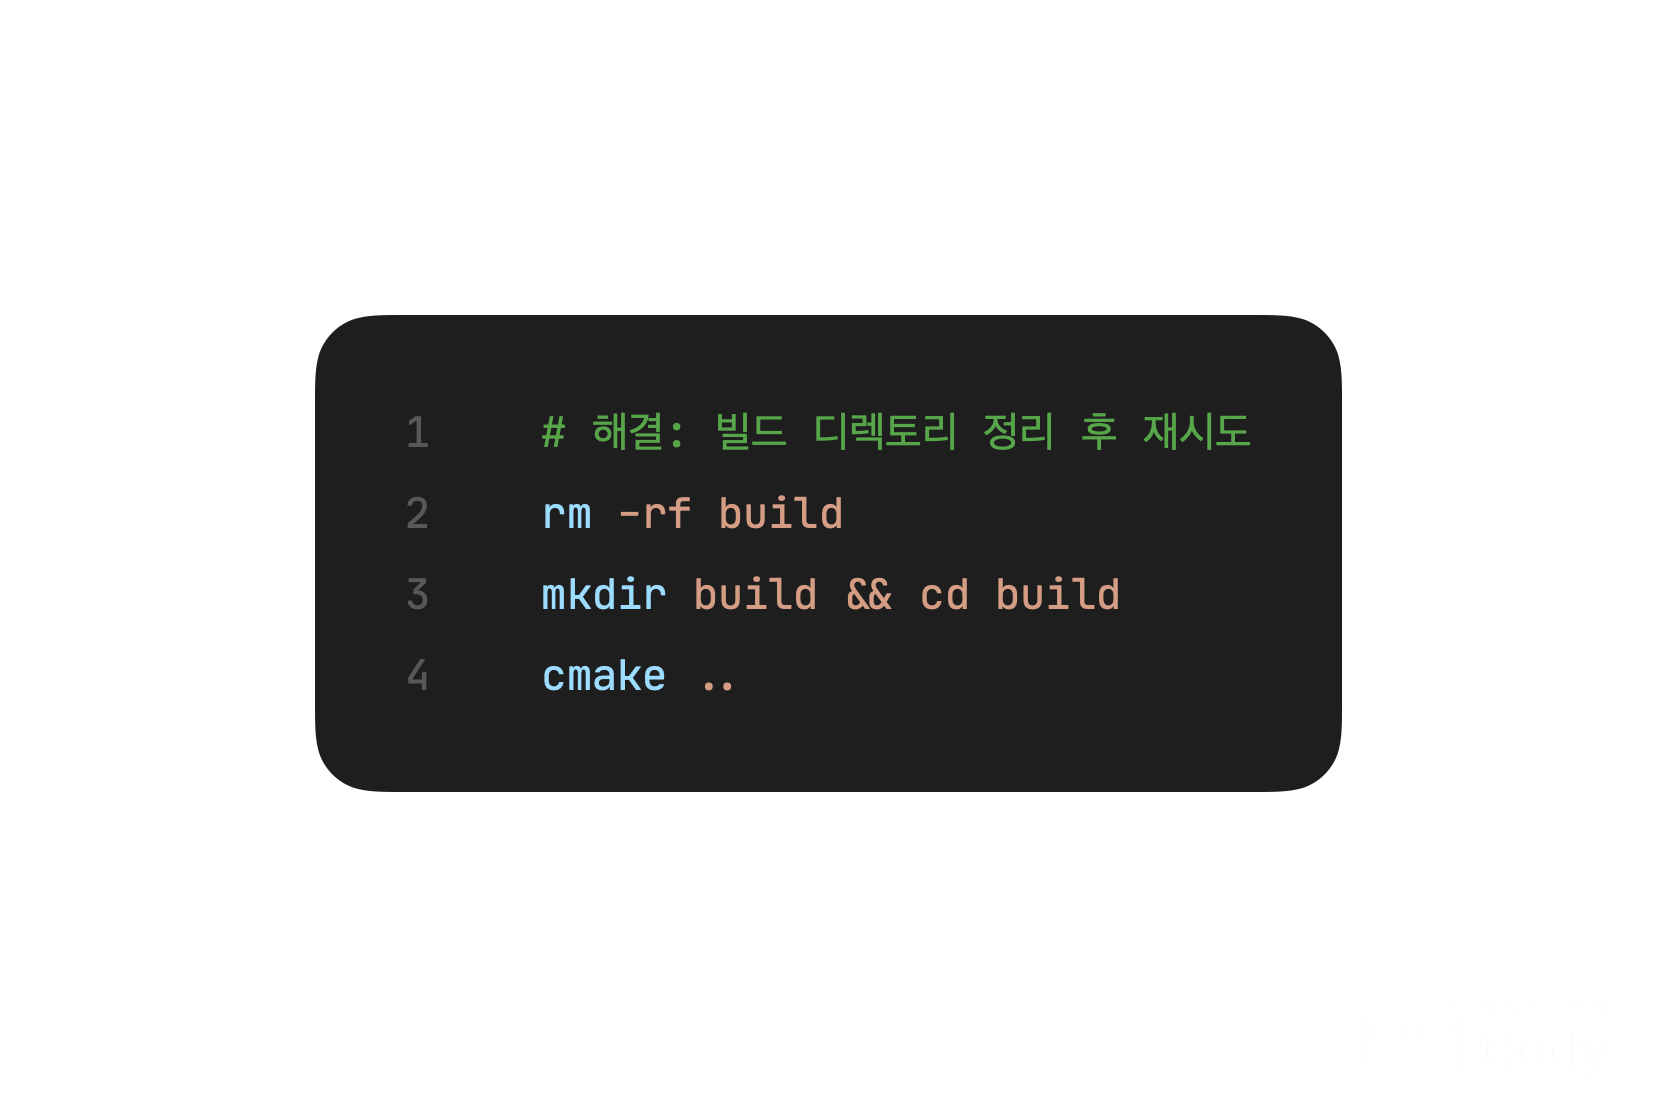 1 # 해결: 빌드 디렉토리 정리 후 재시도
2 rm -rf build
3 mkdir build && cd build
4 cmake ..